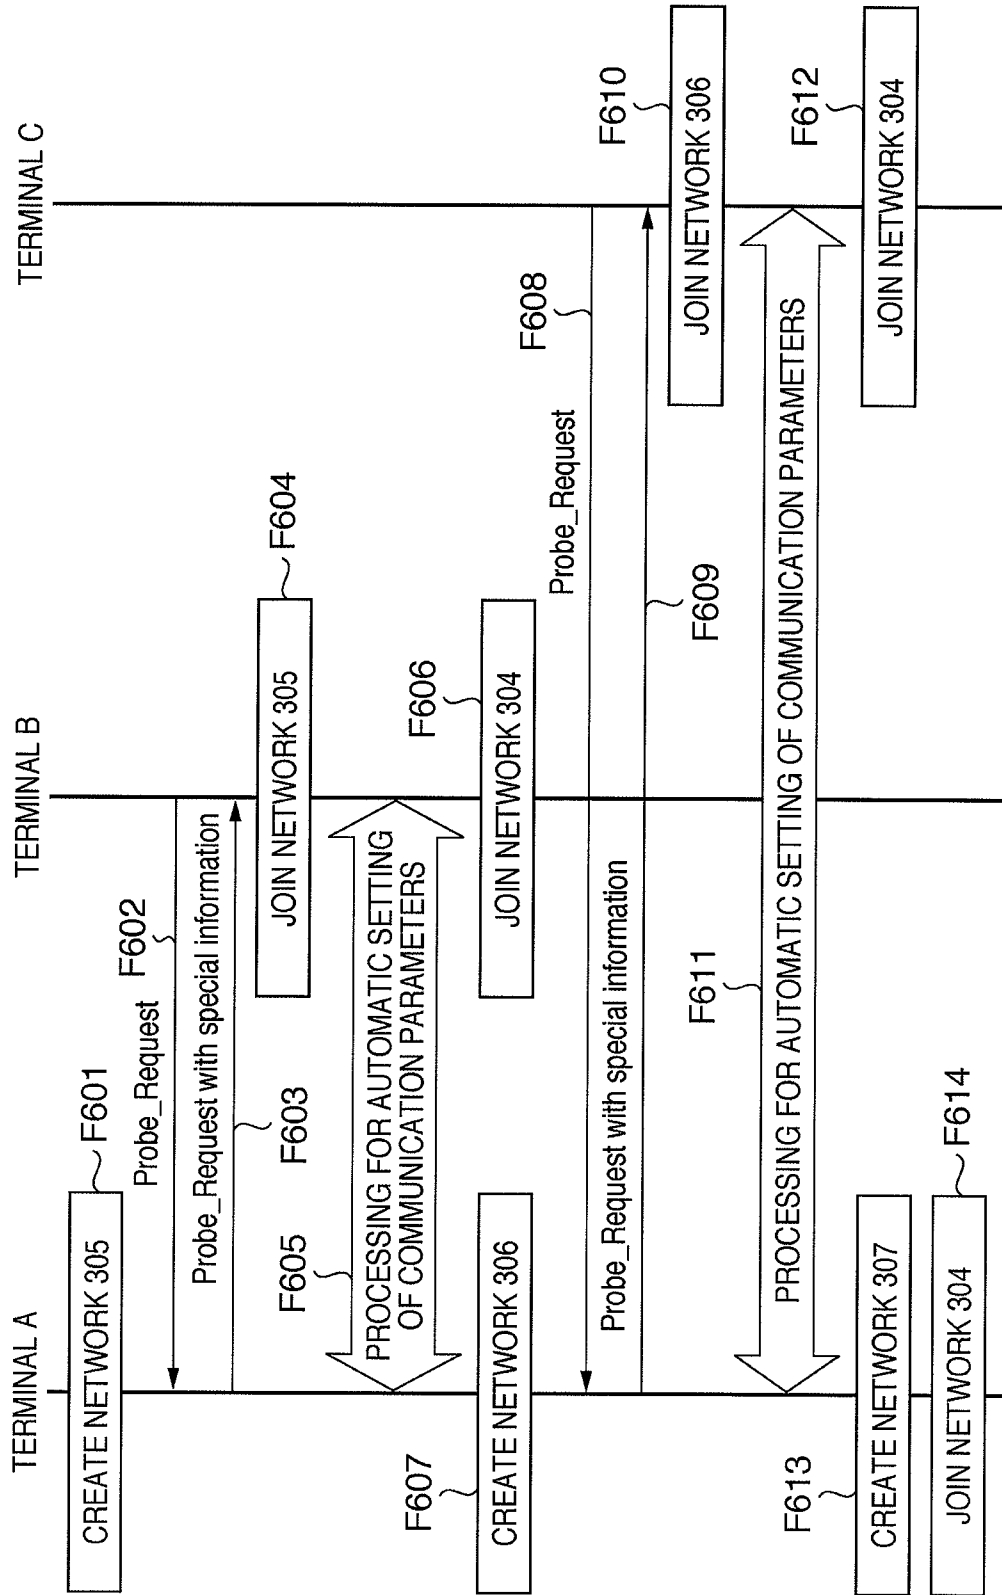 TERMINAL A
TERMINAL B
TERMINAL C
CREATE NETWORK 305
F601
Probe_Request
F602
Probe_Request with special information
F603
JOIN NETWORK 305
F604
F605
PROCESSING FOR AUTOMATIC SETTING
OF COMMUNICATION PARAMETERS
F606
JOIN NETWORK 304
F607
CREATE NETWORK 306
Probe_Request
F608
Probe_Request with special information
F609
F610
JOIN NETWORK 306
F611
PROCESSING FOR AUTOMATIC SETTING OF COMMUNICATION PARAMETERS
F612
JOIN NETWORK 304
F613
CREATE NETWORK 307
F614
JOIN NETWORK 304